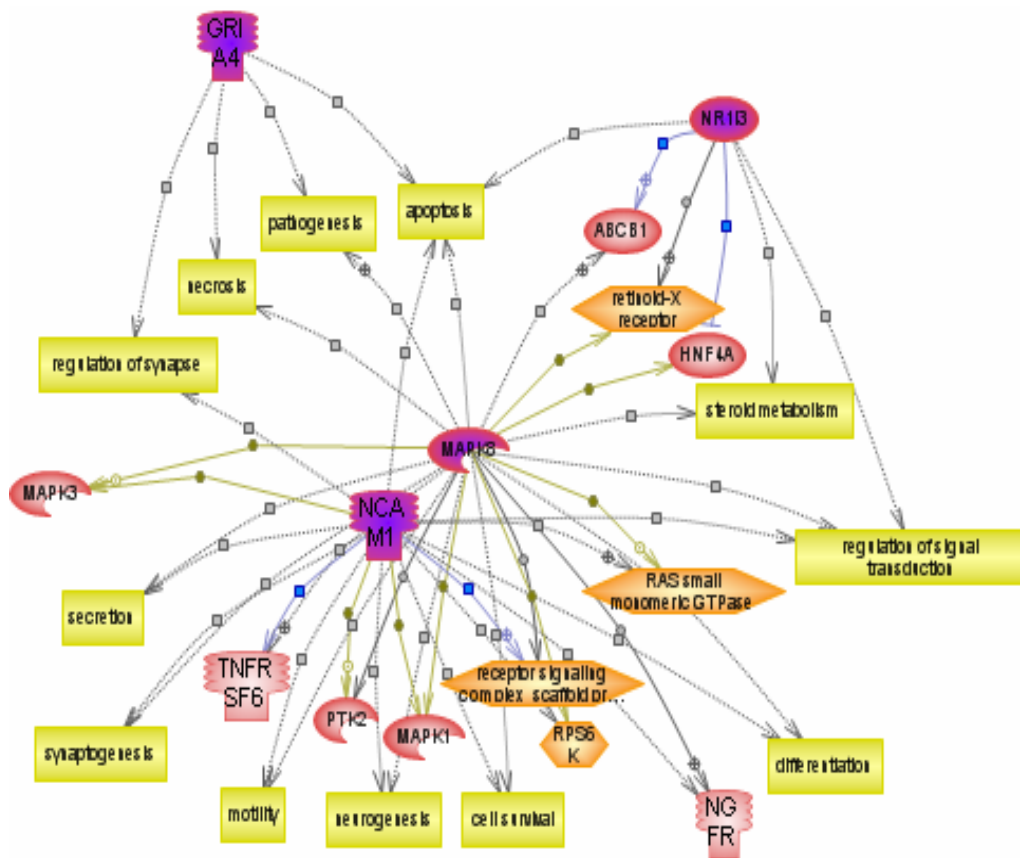 GRI
A4
NR1I3
pathogenesis
apoptosis
ABCB1
necrosis
retinoid-X
receptor
regulation of synapse
HNF4A
steroid metabolism
MAPK8
MAPK3
NCA
M1
regulation of signal
transduction
RAS small
monomeric GTPase
secretion
TNFR
SF6
receptor signaling
complex scaffold pr...
PTK2
MAPK1
RPS6
K
synaptogenesis
differentiation
motility
neurogenesis
cell survival
NG
FR